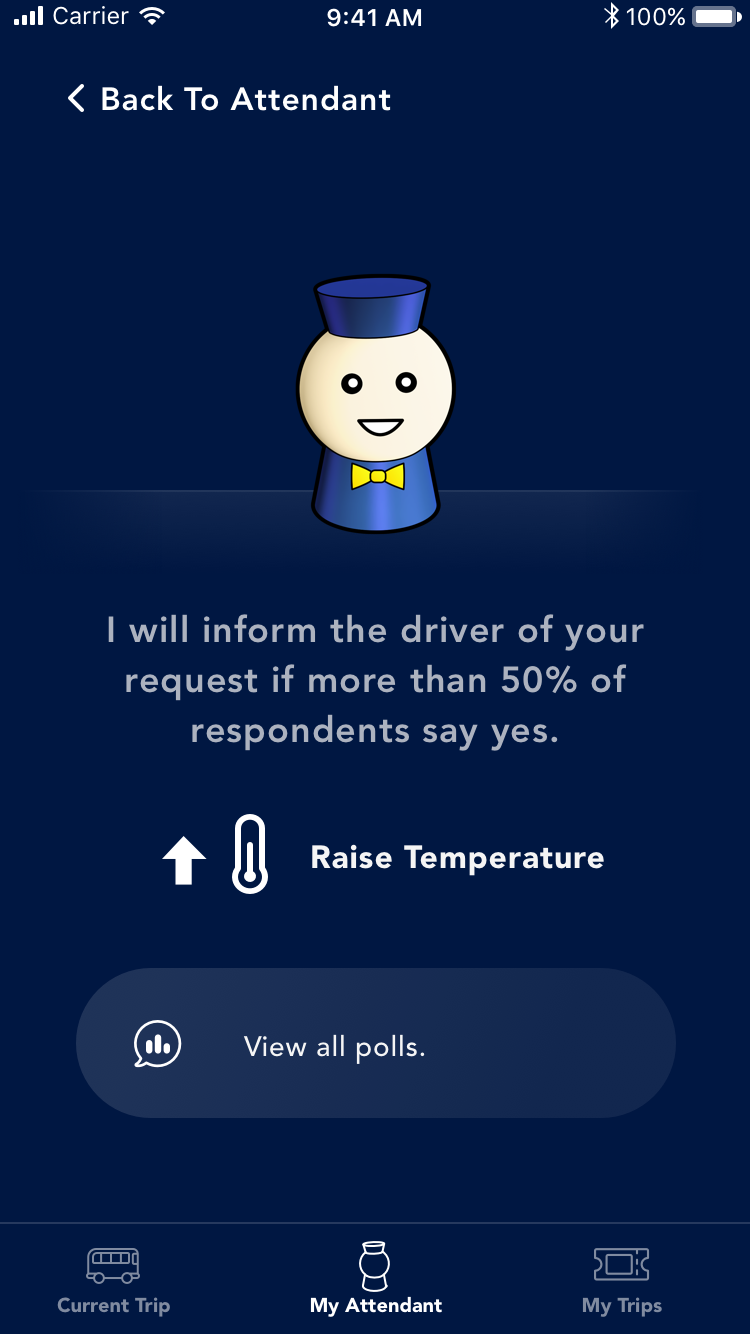 Carrier 9:41 AM 100%
Back To Attendant
I will inform the driver of your
request if more than 50% of
respondents say yes.
Raise Temperature
View all polls.
Current Trip My Attendant My Trips